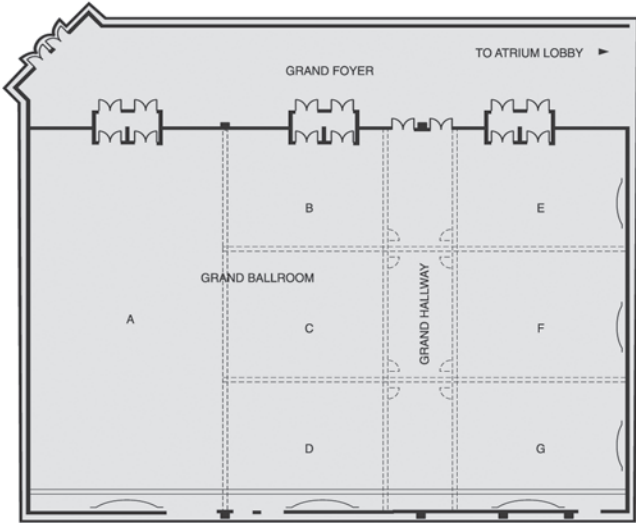 TO ATRIUM LOBBY
GRAND FOYER
B
E
GRAND BALLROOM
A
C
GRAND HALLWAY
F
D
G